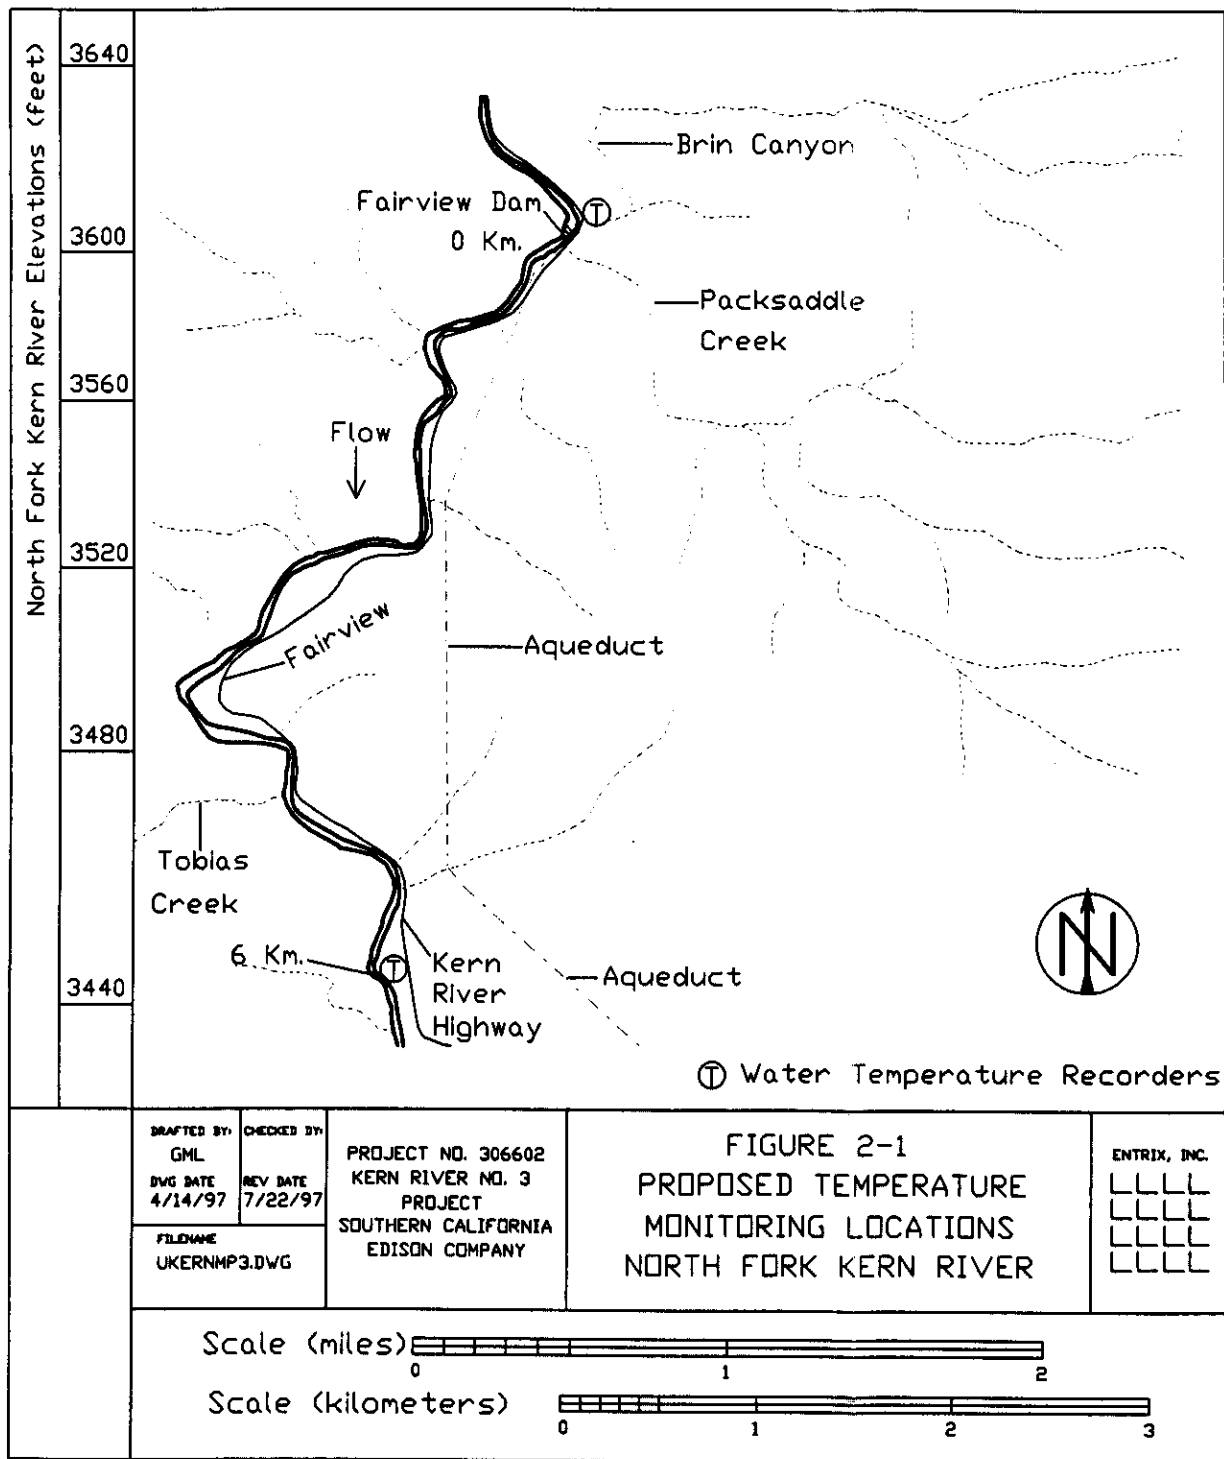 North Fork Kern River Elevations (feet)
3640
3600
3560
3520
3480
3440
Brin Canyon
Fairview Dam
0 Km.
Packsaddle
Creek
Flow
Fairview
Aqueduct
Tobias
Creek
6 Km.
Kern
River
Highway
Aqueduct
N
T Water Temperature Recorders
T
T
DRAFTED BY:
GML
CHECKED BY:
DWG DATE
4/14/97
REV DATE
7/22/97
FILENAME
UKERNMP3.DWG
PROJECT NO. 306602
KERN RIVER NO. 3
PROJECT
SOUTHERN CALIFORNIA
EDISON COMPANY
FIGURE 2-1
PROPOSED TEMPERATURE
MONITORING LOCATIONS
NORTH FORK KERN RIVER
ENTRIX, INC.
Scale (miles)
0 1 2
Scale (kilometers)
0 1 2 3